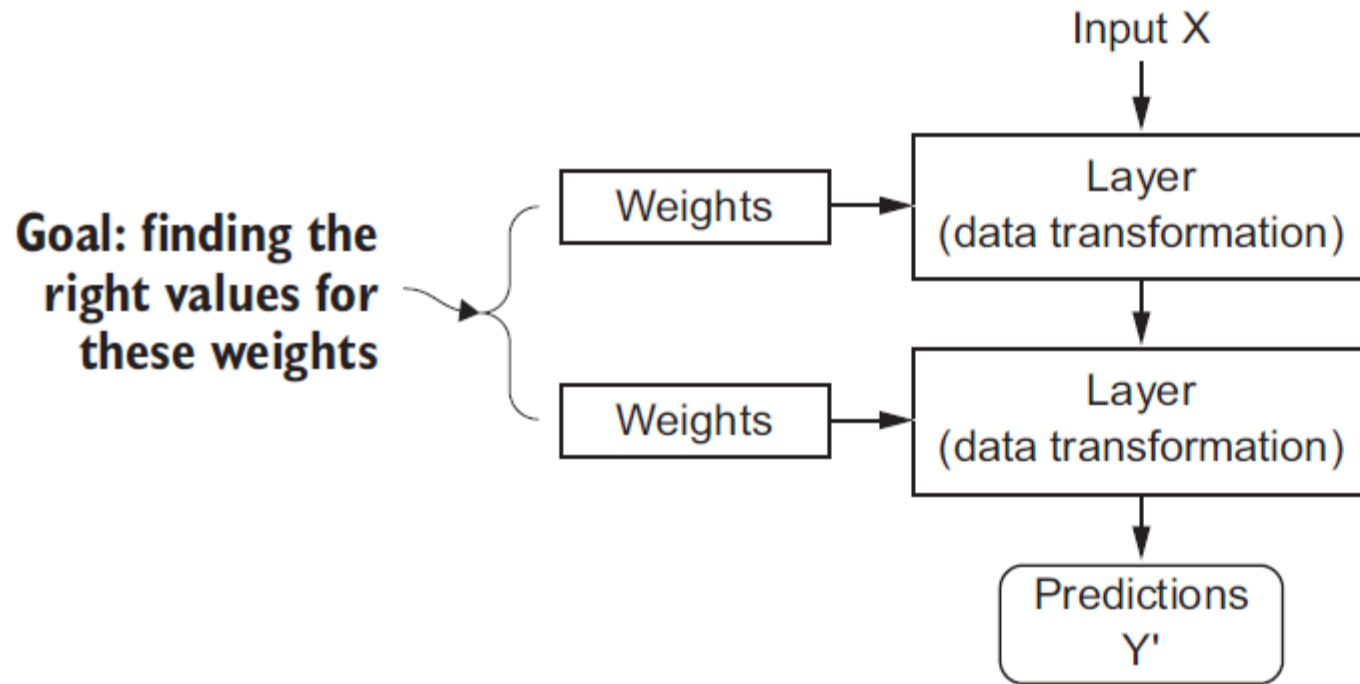 Input X
Layer
(data transformation)
Weights
Goal: finding the
right values for
these weights
Layer
(data transformation)
Weights
Predictions
Y'